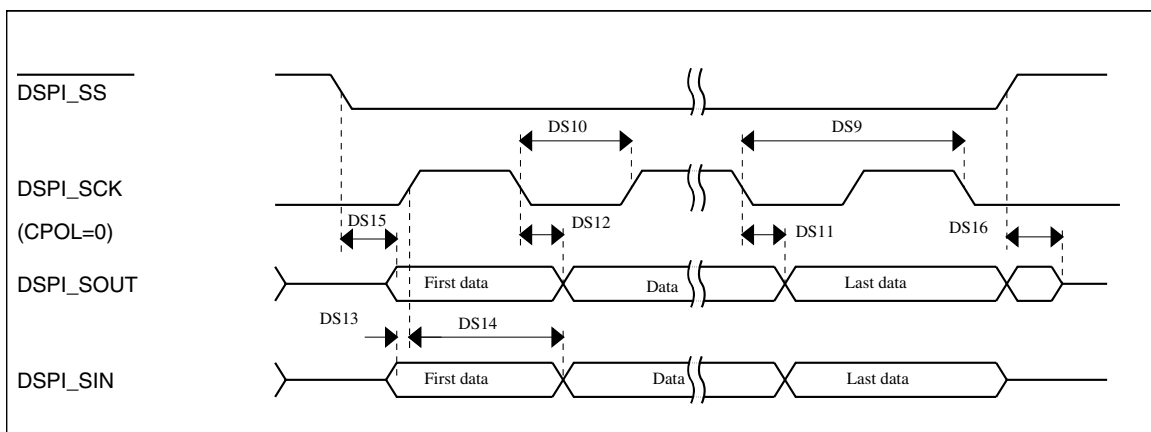 DSPI_SS
DS10
DS9
DSPI_SCK
DS15
DS12
DS11
DS16
(CPOL=0)
DSPI_SOUT
First data
Data
Last data
DS13
DS14
DSPI_SIN
First data
Data
Last data